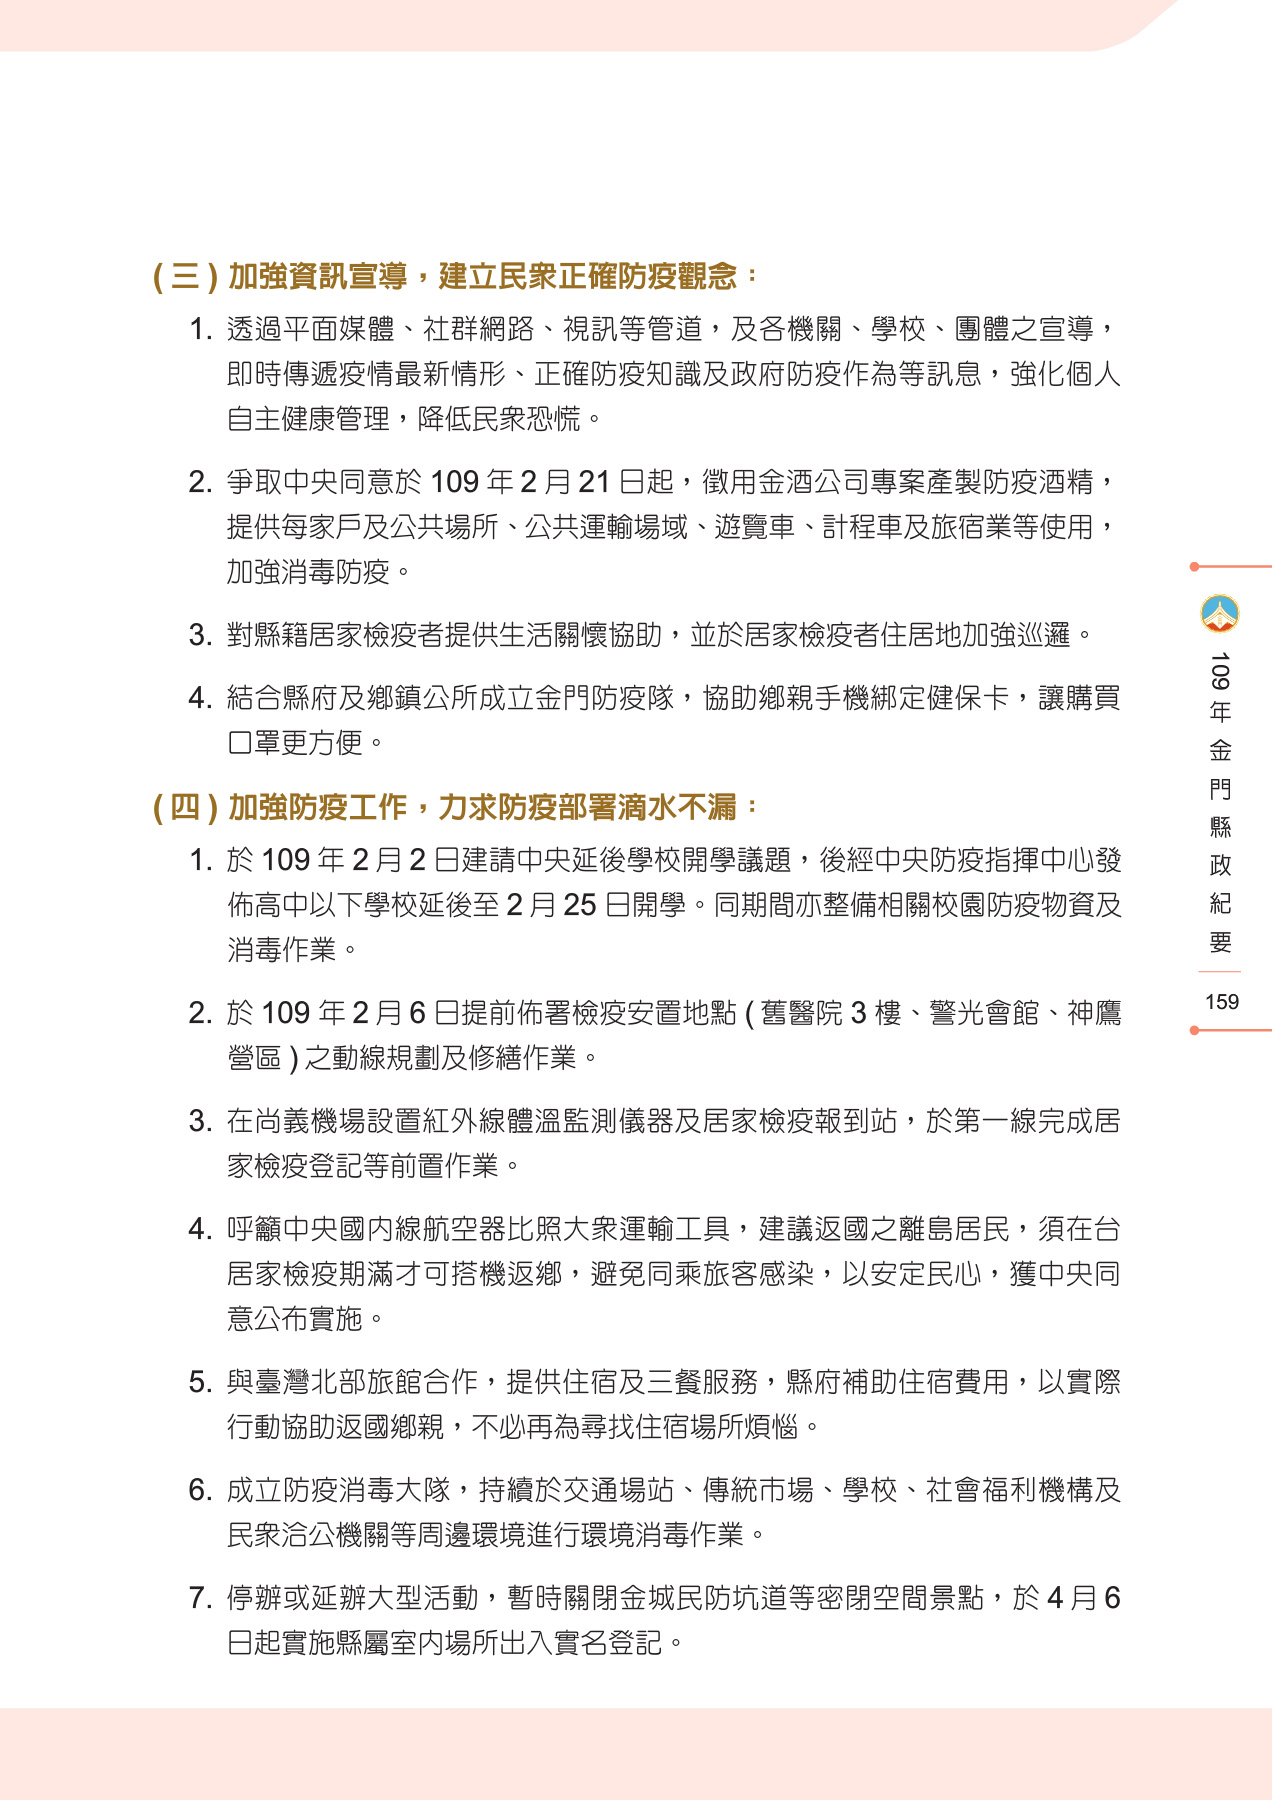 (三) 加強資訊宣導，建立民眾正確防疫觀念：
1. 透過平面媒體、社群網路、視訊等管道，及各機關、學校、團體之宣導，
即時傳遞疫情最新情形、正確防疫知識及政府防疫作為等訊息，強化個人
自主健康管理，降低民眾恐慌。
2. 爭取中央同意於 109 年 2 月 21 日起，徵用金酒公司專案產製防疫酒精，
提供每家戶及公共場所、公共運輸場域、遊覽車、計程車及旅宿業等使用，
加強消毒防疫。
3. 對縣籍居家檢疫者提供生活關懷協助，並於居家檢疫者住居地加強巡邏。
4. 結合縣府及鄉鎮公所成立金門防疫隊，協助鄉親手機綁定健保卡，讓購買
口罩更方便。
(四) 加強防疫工作，力求防疫部署滴水不漏：
1. 於 109 年 2 月 2 日建請中央延後學校開學議題，後經中央防疫指揮中心發
佈高中以下學校延後至 2 月 25 日開學。同期間亦整備相關校園防疫物資及
消毒作業。
2. 於 109 年 2 月 6 日提前佈署檢疫安置地點 ( 舊醫院 3 樓、警光會館、神鷹
營區 ) 之動線規劃及修繕作業。
3. 在尚義機場設置紅外線體溫監測儀器及居家檢疫報到站，於第一線完成居
家檢疫登記等前置作業。
4. 呼籲中央國內線航空器比照大眾運輸工具，建議返國之離島居民，須在台
居家檢疫期滿才可搭機返鄉，避免同乘旅客感染，以安定民心，獲中央同
意公布實施。
5. 與臺灣北部旅館合作，提供住宿及三餐服務，縣府補助住宿費用，以實際
行動協助返國鄉親，不必再為尋找住宿場所煩惱。
6. 成立防疫消毒大隊，持續於交通場站、傳統市場、學校、社會福利機構及
民眾洽公機關等周邊環境進行環境消毒作業。
7. 停辦或延辦大型活動，暫時關閉金城民防坑道等密閉空間景點，於 4 月 6
日起實施縣屬室內場所出入實名登記。
109年金門縣政紀要
159